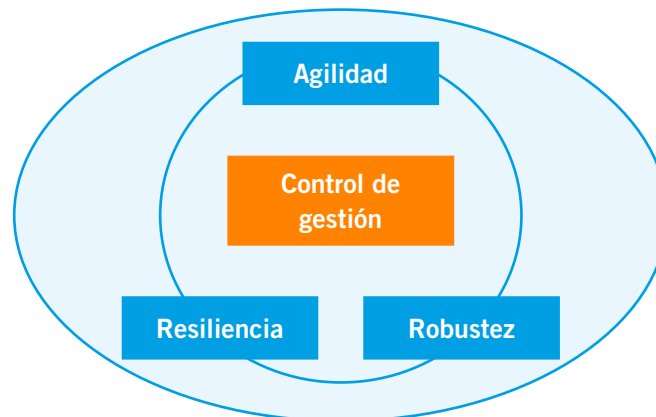 Agilidad
Control de
gestión
Resiliencia
Robustez